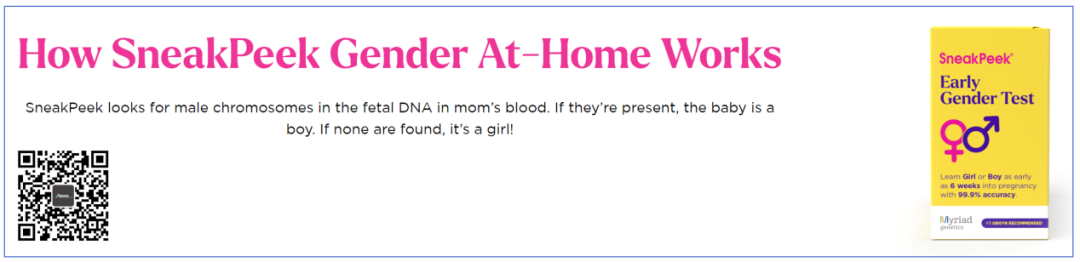 How SneakPeek Gender At-Home Works
SneakPeek looks for male chromosomes in the fetal DNA in mom's blood. If they're present, the baby is a
boy. If none are found, it's a girl!
SneakPeek®
Early
Gender Test
Learn Girl or Boy as early
as 6 weeks into pregnancy
with 99.9% accuracy.
Myriad
genetics
#1 OBGYN RECOMMENDED